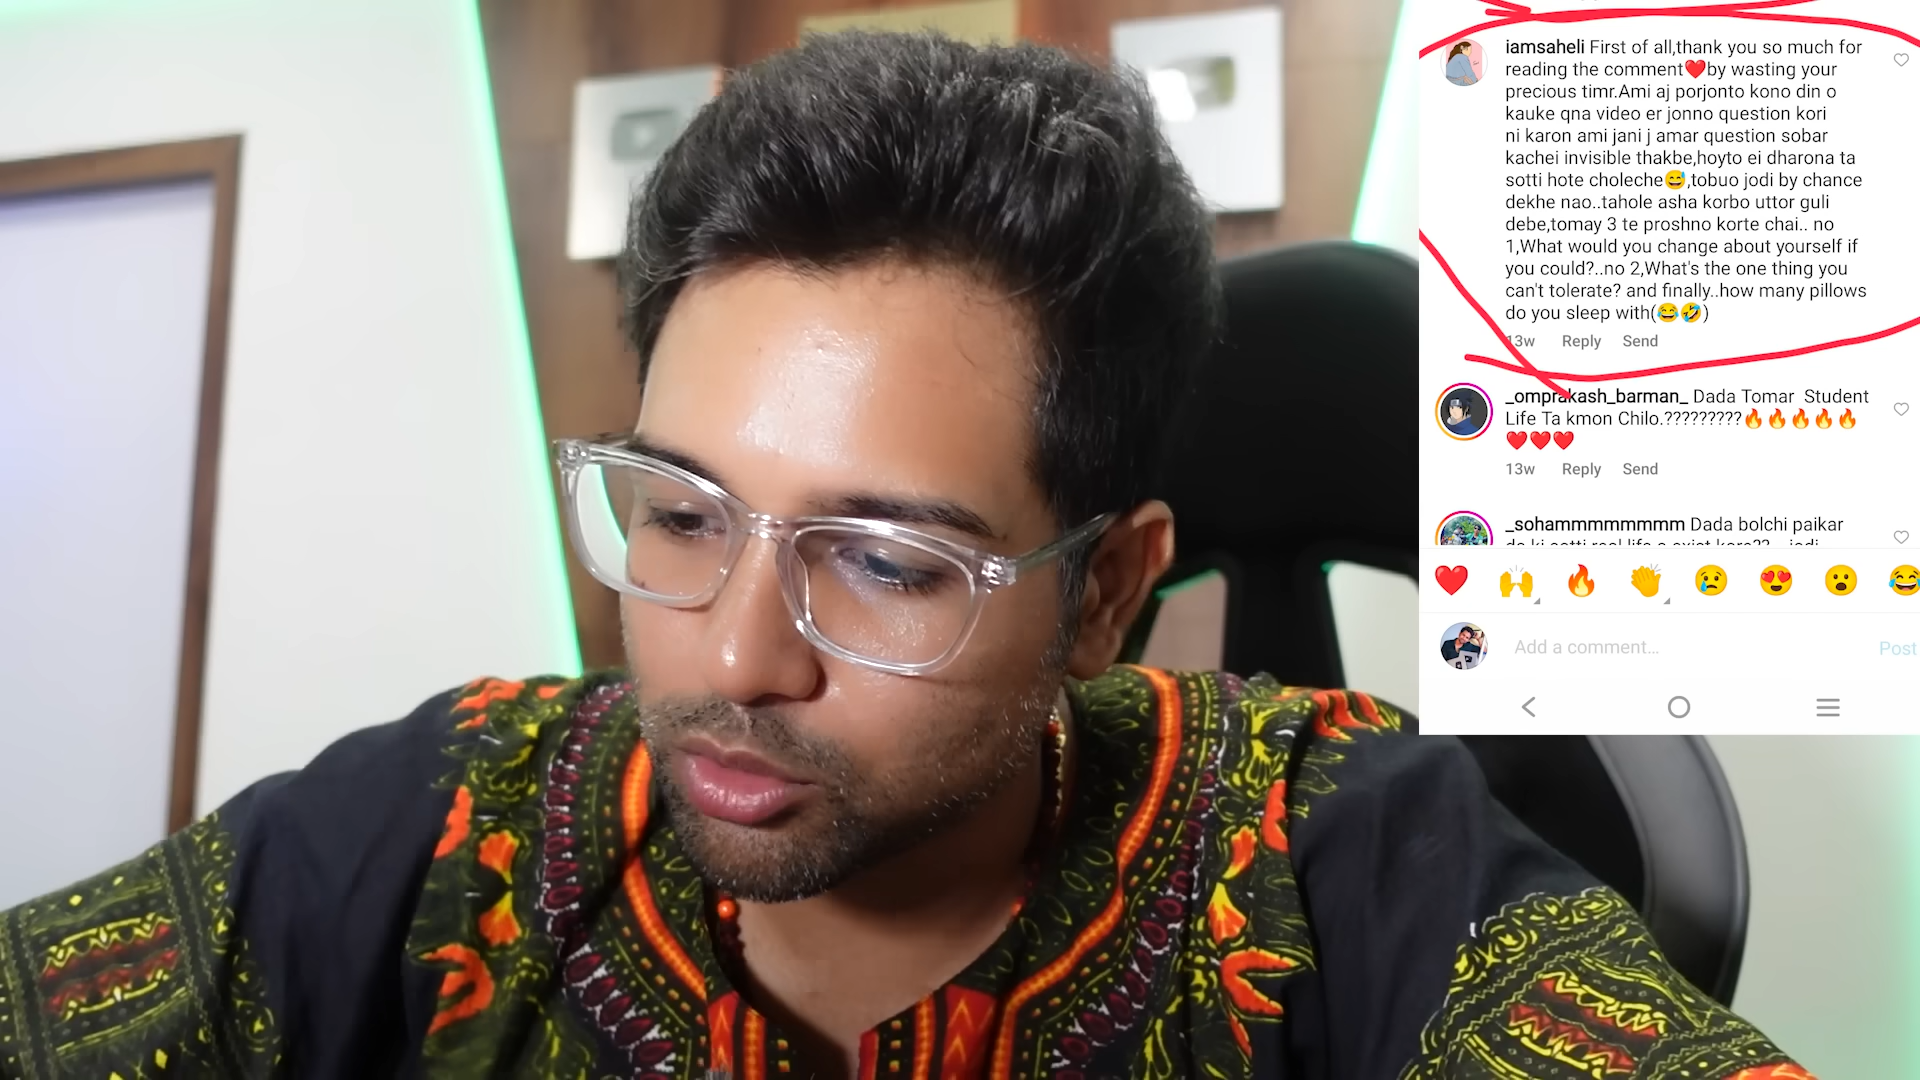 iamsaheli First of all,thank you so much for
reading the comment❤️by wasting your
precious timr.Ami aj porjonto kono din o
kauke qna video er jonno question kori
ni karon ami jani j amar question sobar
kachei invisible thakbe,hoyto ei dharona ta
sotti hote choleche😅,tobuo jodi by chance
dekhe nao..tahole asha korbo uttor guli
debe,tomay 3 te proshno korte chai.. no
1,What would you change about yourself if
you could?..no 2,What's the one thing you
can't tolerate? and finally..how many pillows
do you sleep with(😂🤣)
13w Reply Send
_omprakash_barman_ Dada Tomar Student
Life Ta kmon Chilo.?????????🔥🔥🔥🔥🔥
❤️❤️❤️
13w Reply Send
_sohammmmmmmm Dada bolchi paikar
Add a comment...
Post